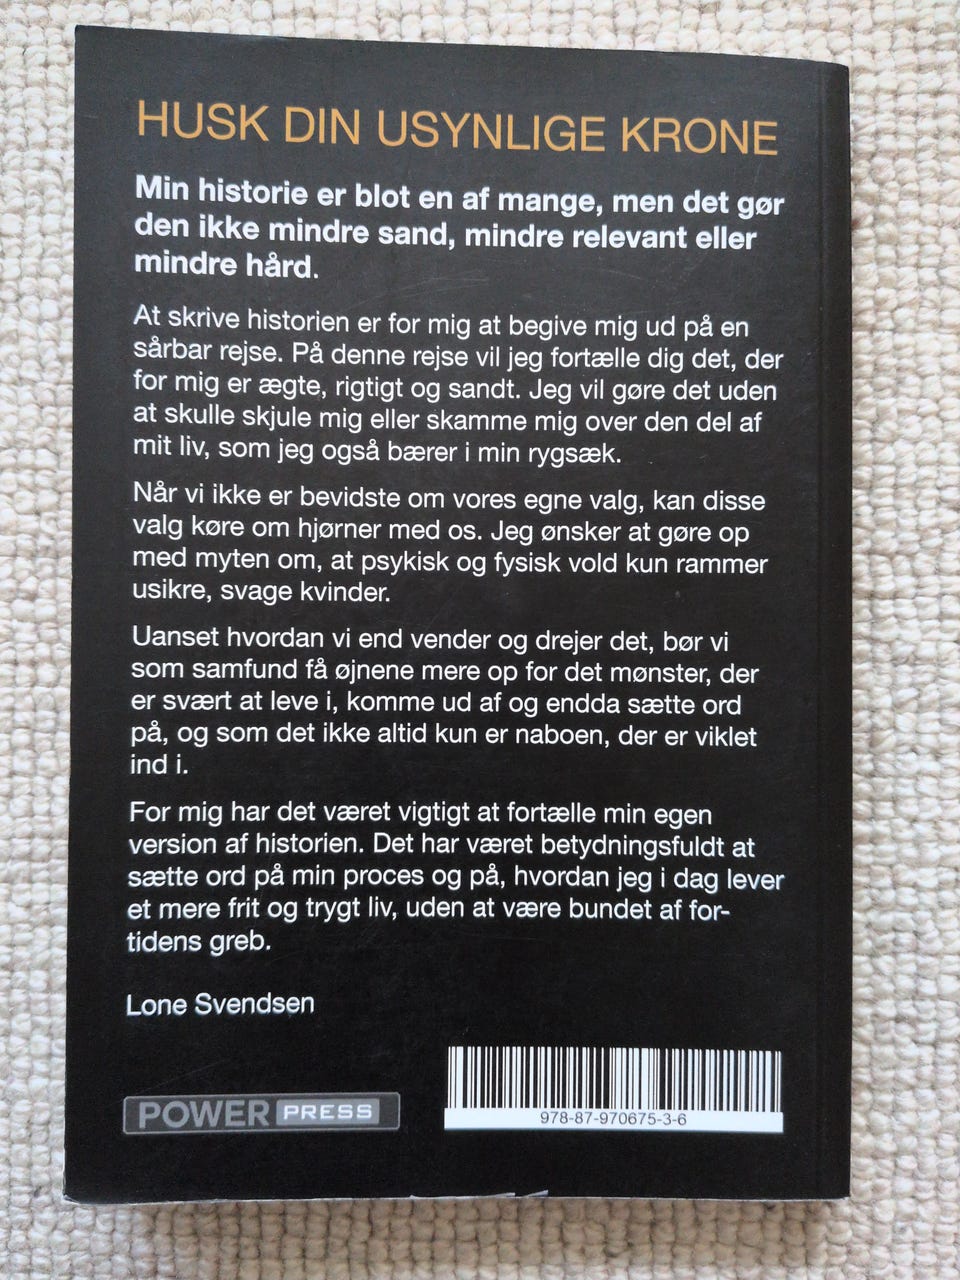 HUSK DIN USYNLIGE KRONE
Min historie er blot en af mange, men det gør
den ikke mindre sand, mindre relevant eller
mindre hård.
At skrive historien er for mig at begive mig ud på en
sårbar rejse. På denne rejse vil jeg fortælle dig det, der
for mig er ægte, rigtigt og sandt. Jeg vil gøre det uden
at skulle skjule mig eller skamme mig over den del af
mit liv, som jeg også bærer i min rygsæk.
Når vi ikke er bevidste om vores egne valg, kan disse
valg køre om hjørner med os. Jeg ønsker at gøre op
med myten om, at psykisk og fysisk vold kun rammer
usikre, svage kvinder.
Uanset hvordan vi end vender og drejer det, bør vi
som samfund få øjnene mere op for det mønster, der
er svært at leve i, komme ud af og endda sætte ord
på, og som det ikke altid kun er naboen, der er viklet
ind i.
For mig har det været vigtigt at fortælle min egen
version af historien. Det har været betydningsfuldt at
sætte ord på min proces og på, hvordan jeg i dag lever
et mere frit og trygt liv, uden at være bundet af for-
tidens greb.
Lone Svendsen
POWER PRESS
978-87-970675-3-6